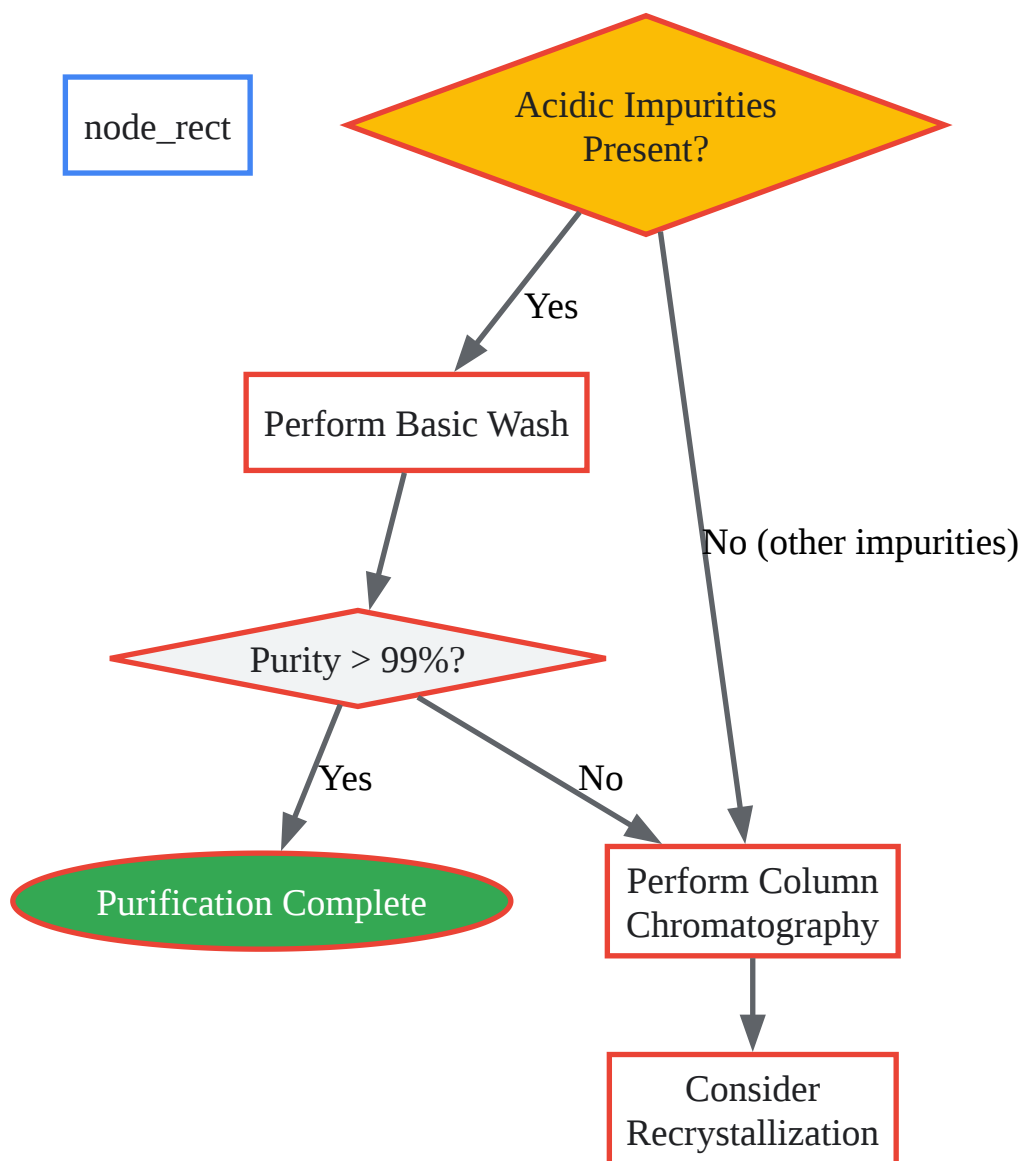 node_rect
Acidic Impurities
Present?
Yes
Perform Basic Wash
No (other impurities)
Purity > 99%?
Yes
No
Purification Complete
Perform Column
Chromatography
Consider
Recrystallization